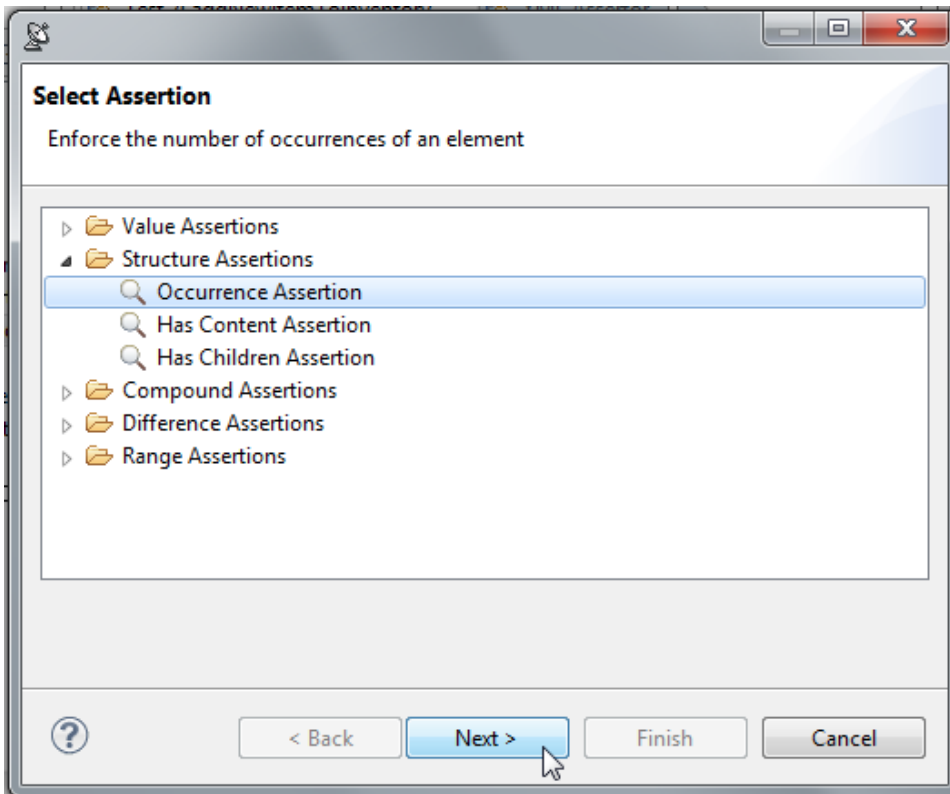 Select Assertion
Enforce the number of occurrences of an element
Value Assertions
Structure Assertions
Occurrence Assertion
Has Content Assertion
Has Children Assertion
Compound Assertions
Difference Assertions
Range Assertions
?
< Back Next > Finish Cancel